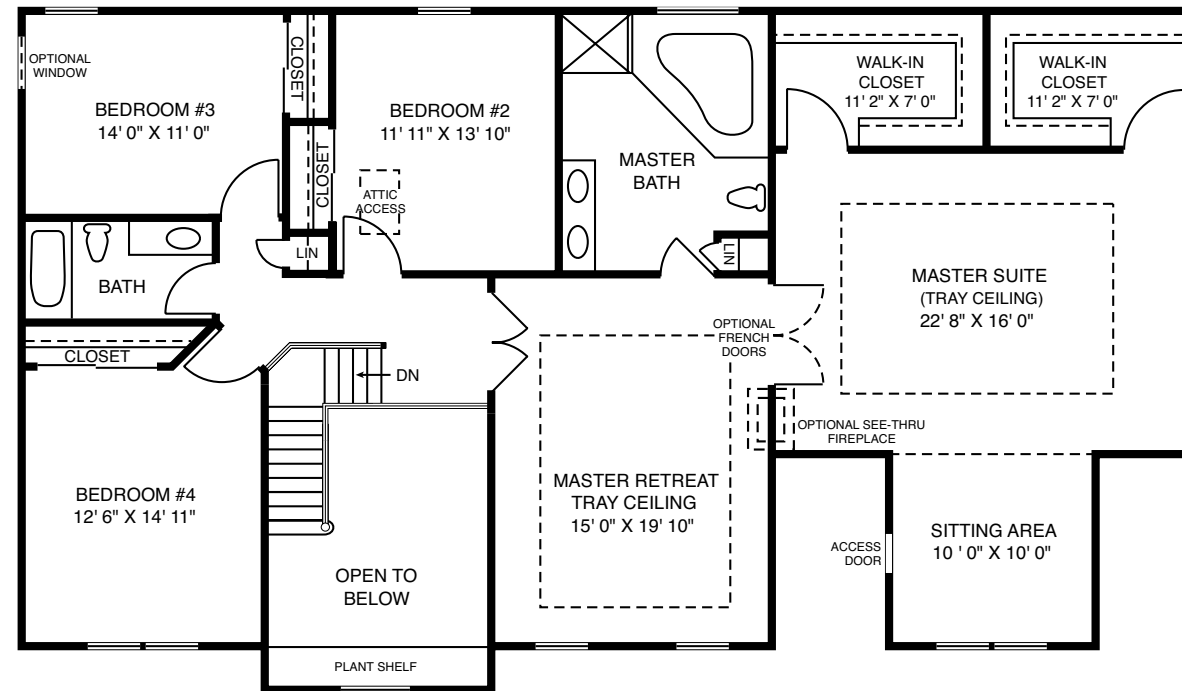 OPTIONAL
WINDOW
BEDROOM #3
14' 0" X 11' 0"
CLOSET
CLOSET
BEDROOM #2
11' 11" X 13' 10"
ATTIC
ACCESS
LIN
MASTER
BATH
LIN
WALK-IN
CLOSET
11' 2" X 7' 0"
WALK-IN
CLOSET
11' 2" X 7' 0"
BATH
CLOSET
DN
OPTIONAL
FRENCH
DOORS
MASTER SUITE
(TRAY CEILING)
22' 8" X 16' 0"
OPTIONAL SEE-THRU
FIREPLACE
BEDROOM #4
12' 6" X 14' 11"
MASTER RETREAT
TRAY CEILING
15' 0" X 19' 10"
OPEN TO
BELOW
ACCESS
DOOR
SITTING AREA
10 ' 0" X 10' 0"
PLANT SHELF